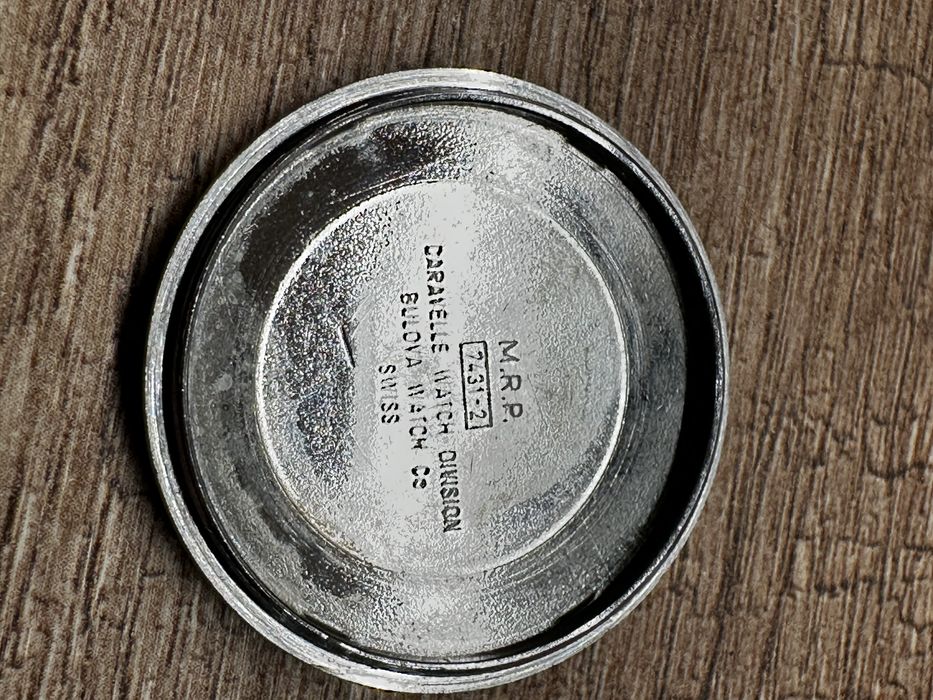 M.R.P.
7431-2
CARAVELLE WATCH DIVISION
BULOVA WATCH Co
SWISS